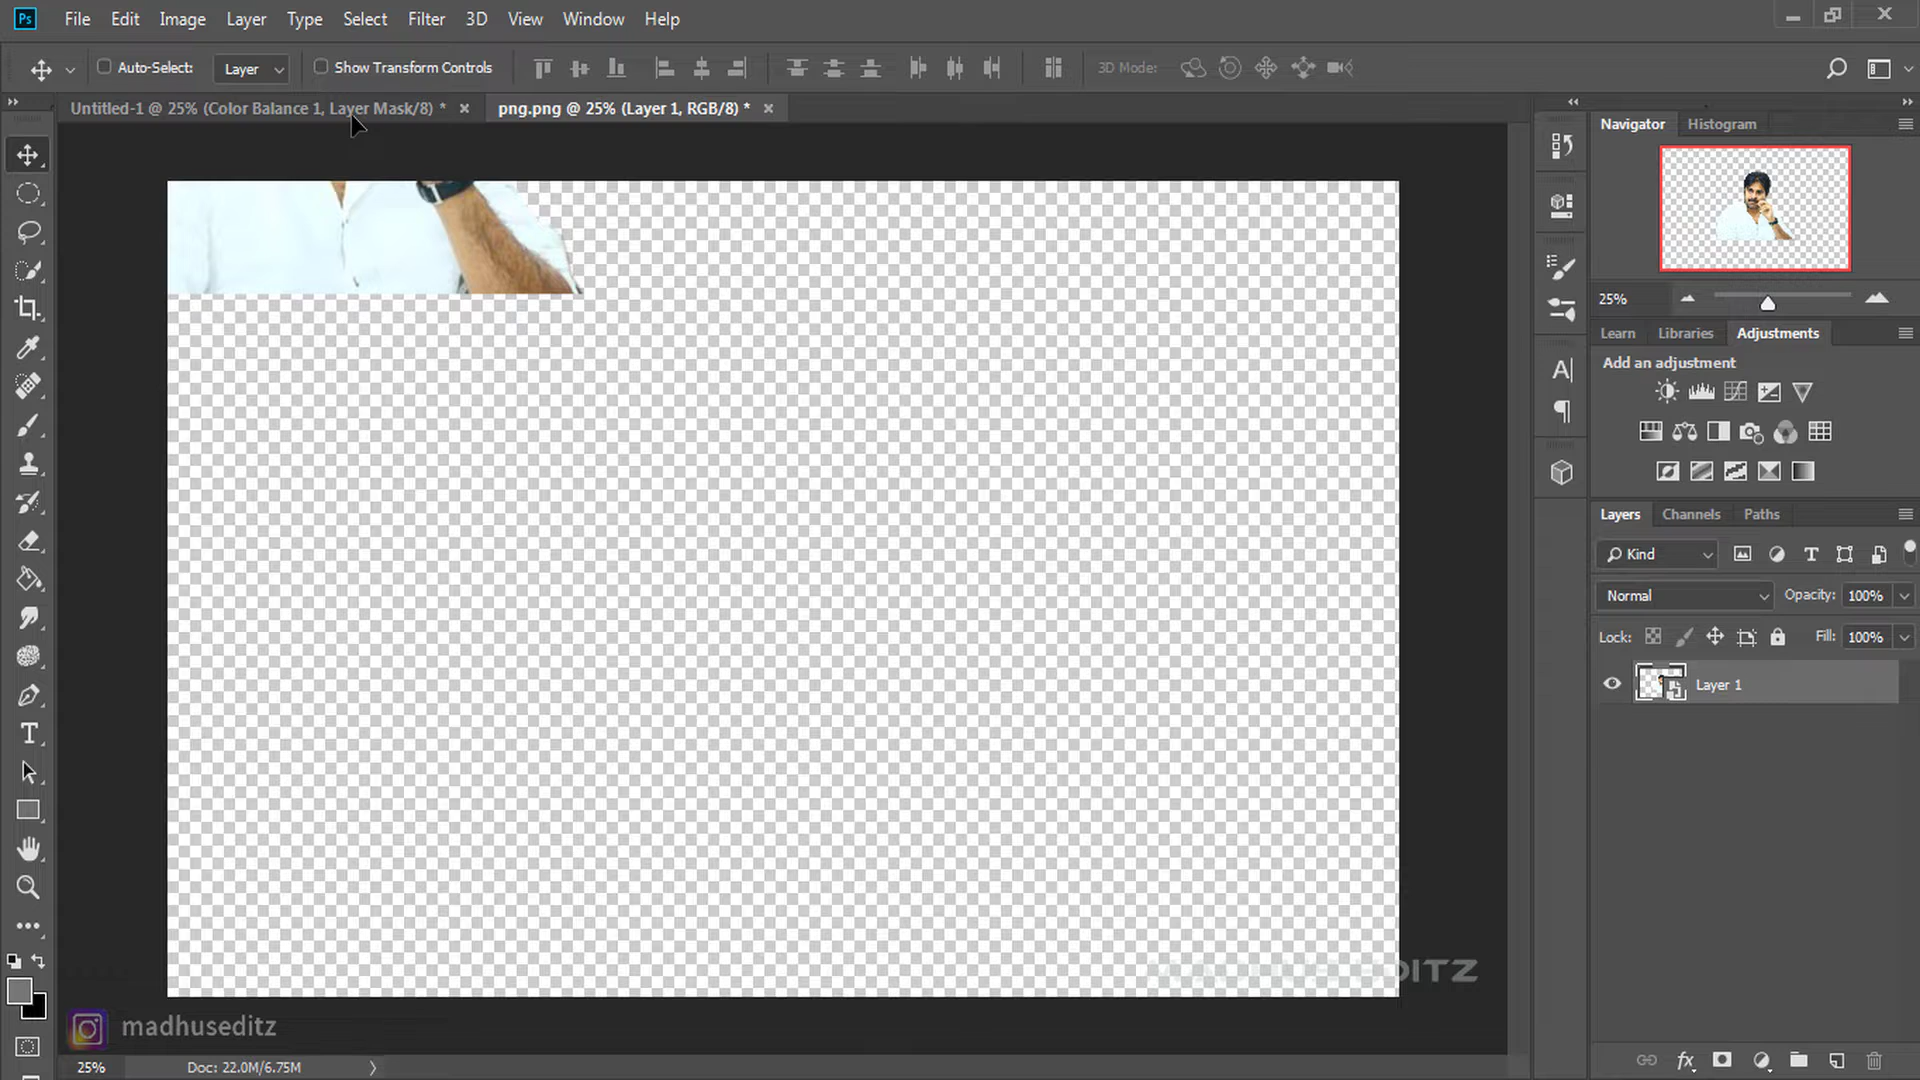 Ps File Edit Image Layer Type Select Filter 3D View Window Help
Auto-Select: Layer Show Transform Controls 3D Mode:
Untitled-1 @ 25% (Color Balance 1, Layer Mask/8) * × png.png @ 25% (Layer 1, RGB/8) * ×
Navigator Histogram
25%
Learn Libraries Adjustments
Add an adjustment
Layers Channels Paths
Kind
Normal Opacity: 100%
Lock: Fill: 100%
Layer 1
madhuseditz
25% Doc: 22.0M/6.75M